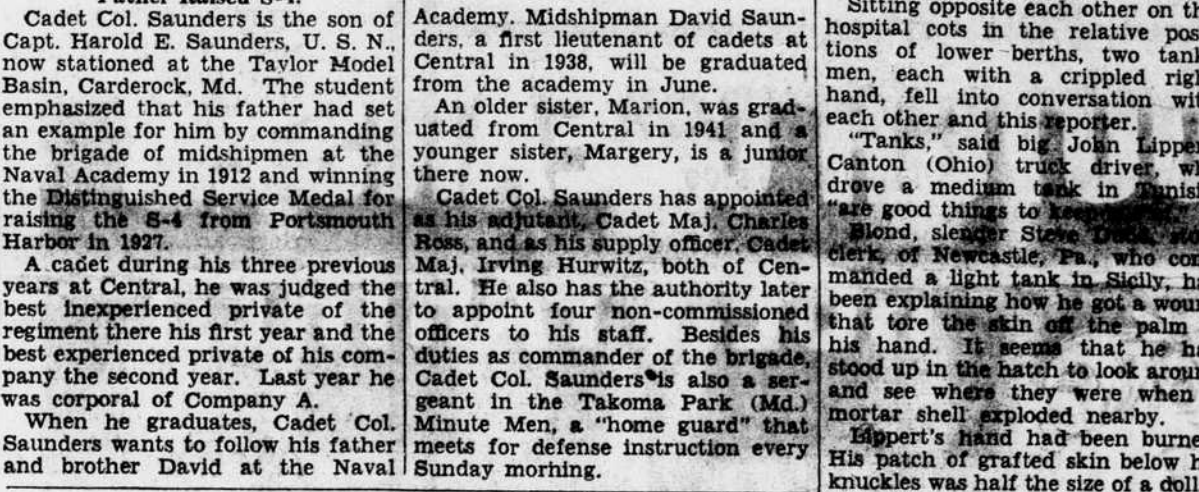 Father Raised S-4.
Cadet Col. Saunders is the son of
Capt. Harold E. Saunders, U. S. N.,
now stationed at the Taylor Model
Basin, Carderock, Md. The student
emphasized that his father had set
an example for him by commanding
the brigade of midshipmen at the
Naval Academy in 1912 and winning
the Distinguished Service Medal for
raising the S-4 from Portsmouth
Harbor in 1927.
A cadet during his three previous
years at Central, he was judged the
best inexperienced private of the
regiment there his first year and the
best experienced private of his com-
pany the second year. Last year he
was corporal of Company A.
When he graduates, Cadet Col.
Saunders wants to follow his father
and brother David at the Naval
Academy. Midshipman David Saun-
ders, a first lieutenant of cadets at
Central in 1938, will be graduated
from the academy in June.
An older sister, Marion, was grad-
uated from Central in 1941 and a
younger sister, Margery, is a junior
there now.
Cadet Col. Saunders has appointed
as his adjutant, Cadet Maj. Charles
Ross, and as his supply officer, Cadet
Maj. Irving Hurwitz, both of Cen-
tral. He also has the authority later
to appoint four non-commissioned
officers to his staff. Besides his
duties as commander of the brigade,
Cadet Col. Saunders is also a ser-
geant in the Takoma Park (Md.)
Minute Men, a "home guard" that
meets for defense instruction every
Sunday morhing.
Sitting opposite each other on th
hospital cots in the relative pos
tions of lower berths, two tank
men, each with a crippled righ
hand, fell into conversation wit
each other and this reporter.
"Tanks," said big John Lipper
Canton (Ohio) truck driver, wh
drove a medium tank in Tunis
"are good things to
Blond, slender Steve
clerk, of Newcastle, Pa., who com
manded a light tank in Sicily, ha
been explaining how he got a woun
that tore the skin off the palm
his hand. It seems that he ha
stood up in the hatch to look aroun
and see where they were when
mortar shell exploded nearby.
Lippert's hand had been burne
His patch of grafted skin below h
knuckles was half the size of a doll